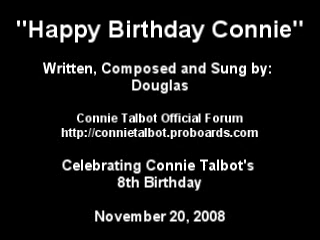 "Happy Birthday Connie"
Written, Composed and Sung by:
Douglas
Connie Talbot Official Forum
http://connietalbot.proboards.com
Celebrating Connie Talbot's
8th Birthday
November 20, 2008